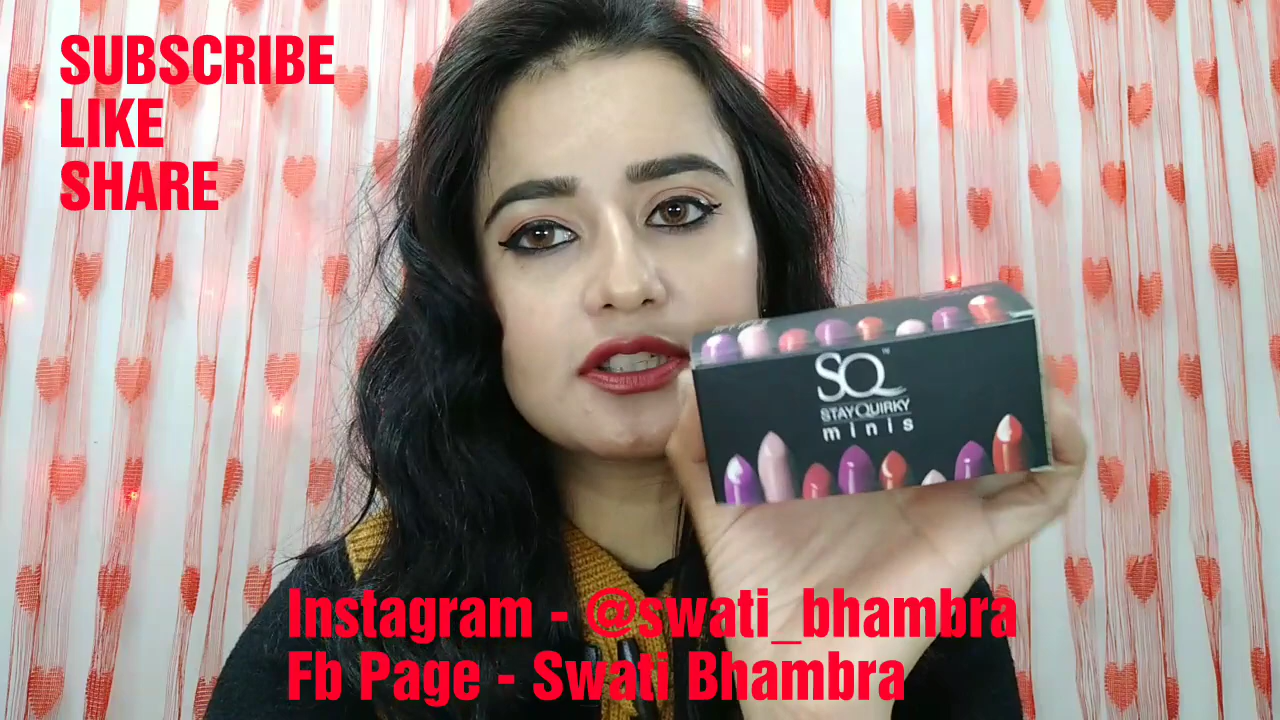 SUBSCRIBE
LIKE
SHARE
SQ
STAY QUIRKY
minis
Instagram - @swati_bhambra
Fb Page - Swati Bhambra